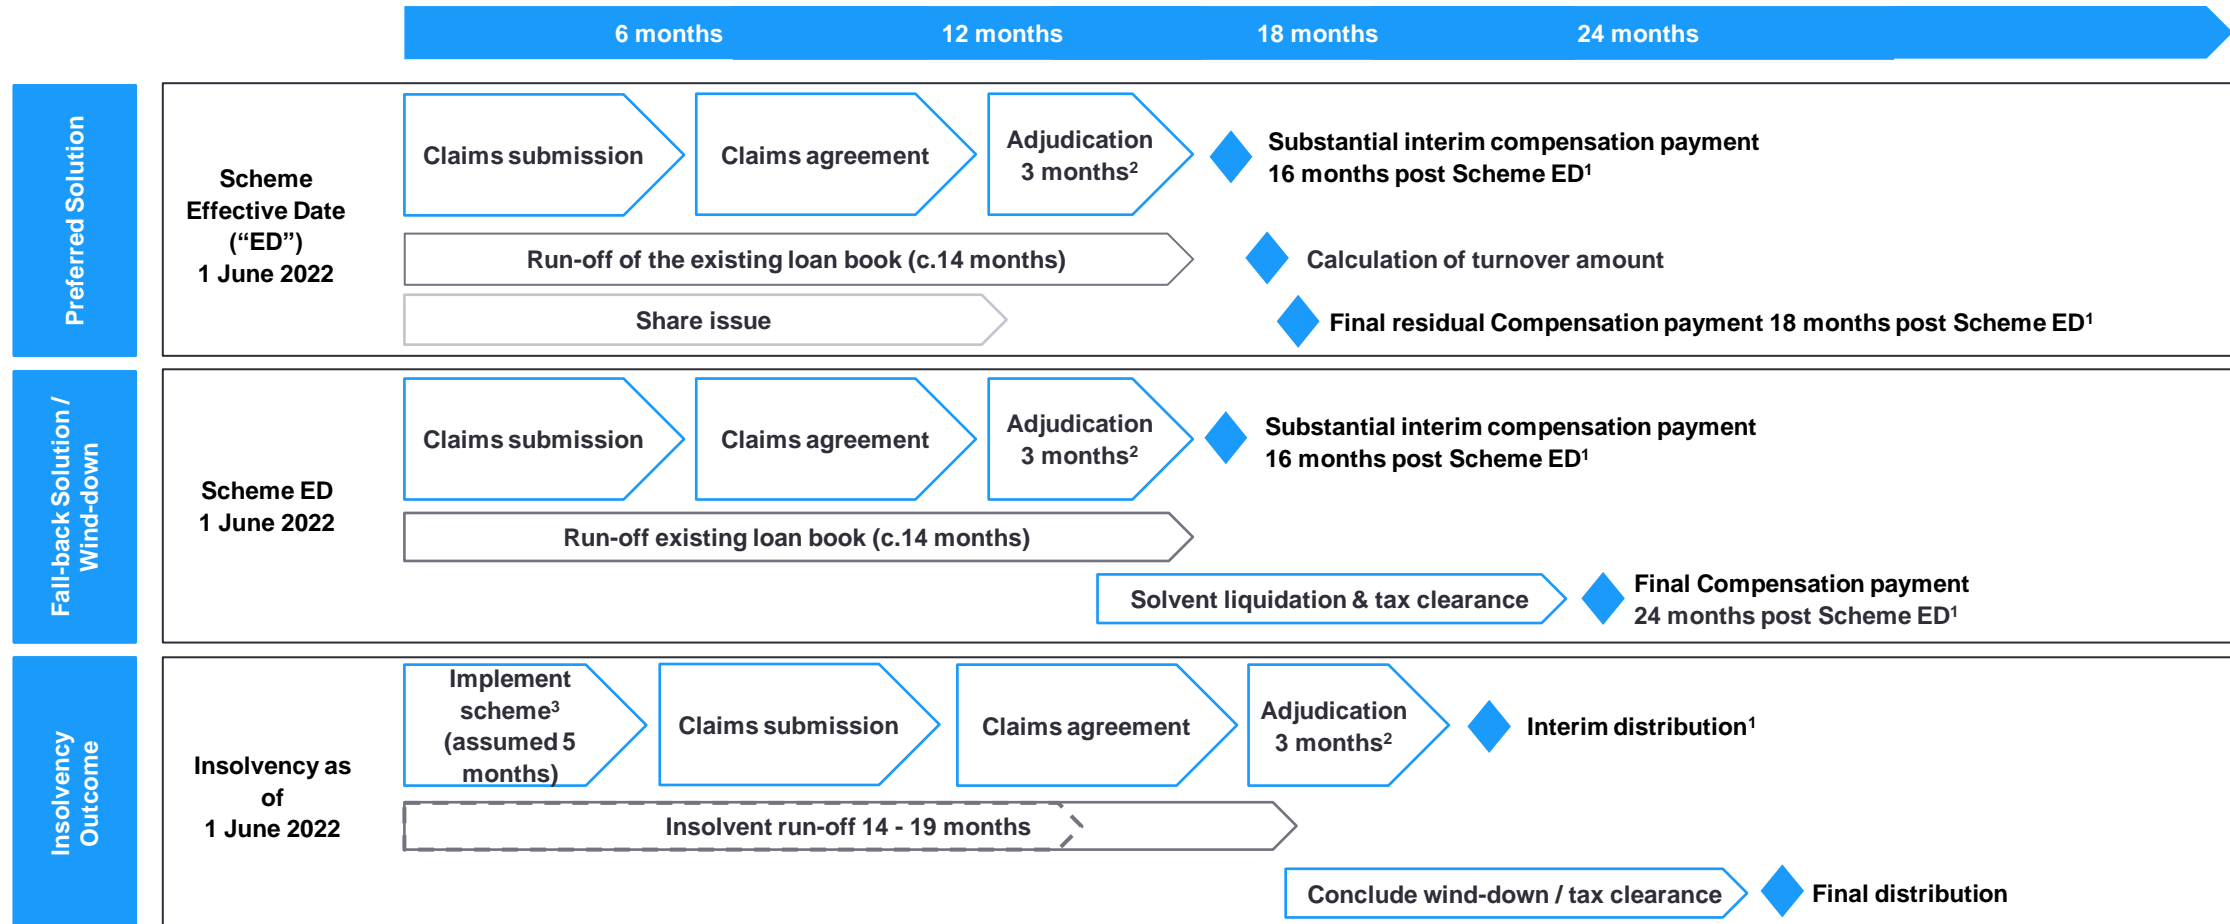 6 months
12 months
18 months
24 months
Preferred Solution
Scheme
Effective Date
(“ED”)
1 June 2022
Claims submission
Claims agreement
Adjudication
3 months²
Substantial interim compensation payment
16 months post Scheme ED¹
Run-off of the existing loan book (c.14 months)
Calculation of turnover amount
Share issue
Final residual Compensation payment 18 months post Scheme ED¹
Fall-back Solution /
Wind-down
Scheme ED
1 June 2022
Claims submission
Claims agreement
Adjudication
3 months²
Substantial interim compensation payment
16 months post Scheme ED¹
Run-off existing loan book (c.14 months)
Solvent liquidation & tax clearance
Final Compensation payment
24 months post Scheme ED¹
Insolvency
Outcome
Insolvency as
of
1 June 2022
Implement
scheme³
(assumed 5
months)
Claims submission
Claims agreement
Adjudication
3 months²
Interim distribution¹
Insolvent run-off 14 - 19 months
Conclude wind-down / tax clearance
Final distribution